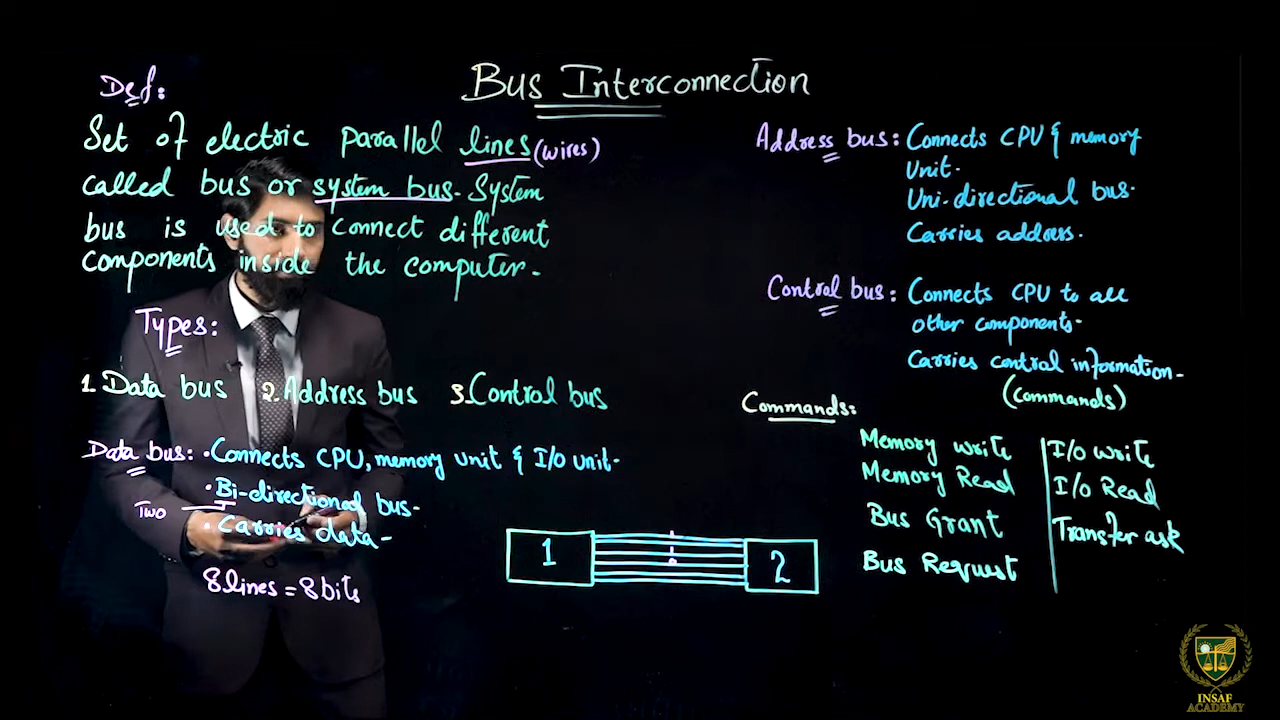 Bus Interconnection
Def:
Set of electric parallel lines (wires)
called bus or system bus. System
bus is used to connect different
components inside the computer.
Types:
1. Data bus 2. Address bus 3. Control bus
Data bus: • Connects CPU, memory unit & I/O unit.
• Bi-directional bus.
Two
• Carries data.
8 lines = 8 bits
1 2
Address bus: Connects CPU & memory
Unit.
Uni-directional bus.
Carries address.
Control bus: Connects CPU to all
other components.
Carries control information.
(commands)
Commands:
Memory write I/O write
Memory Read I/O Read
Bus Grant Transfer ask
Bus Request
INSAF
ACADEMY